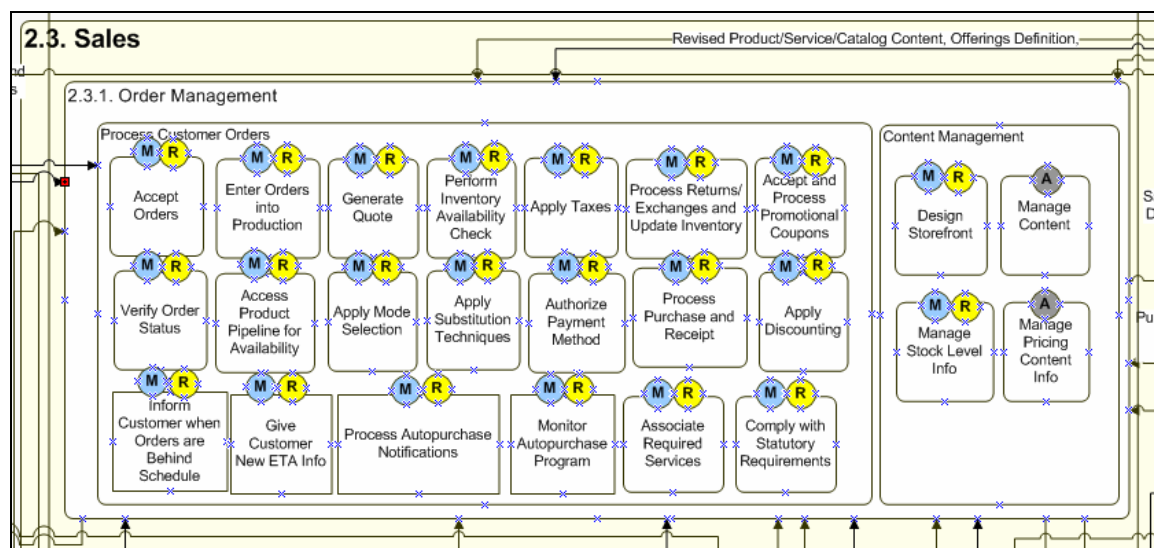 2.3. Sales
Revised Product/Service/Catalog Content, Offerings Definition,
nd
s
2.3.1. Order Management
Process Customer Orders
Content Management
M R
M R
M R
M R
M R
M R
M R
Accept
Orders
Enter Orders
into
Production
Generate
Quote
Perform
Inventory
Availability
Check
Apply Taxes
Process Returns/
Exchanges and
Update Inventory
Accept and
Process
Promotional
Coupons
M R
Design
Storefront
A
Manage
Content
M R
M R
M R
M R
M R
M R
M R
Verify Order
Status
Access
Product
Pipeline for
Availability
Apply Mode
Selection
Apply
Substitution
Techniques
Authorize
Payment
Method
Process
Purchase and
Receipt
Apply
Discounting
M R
Manage
Stock Level
Info
A
Manage
Pricing
Content
Info
M R
M R
M R
M R
M R
M R
Inform
Customer when
Orders are
Behind
Schedule
Give
Customer
New ETA Info
Process Autopurchase
Notifications
Monitor
Autopurchase
Program
Associate
Required
Services
Comply with
Statutory
Requirements
S
D
Pu